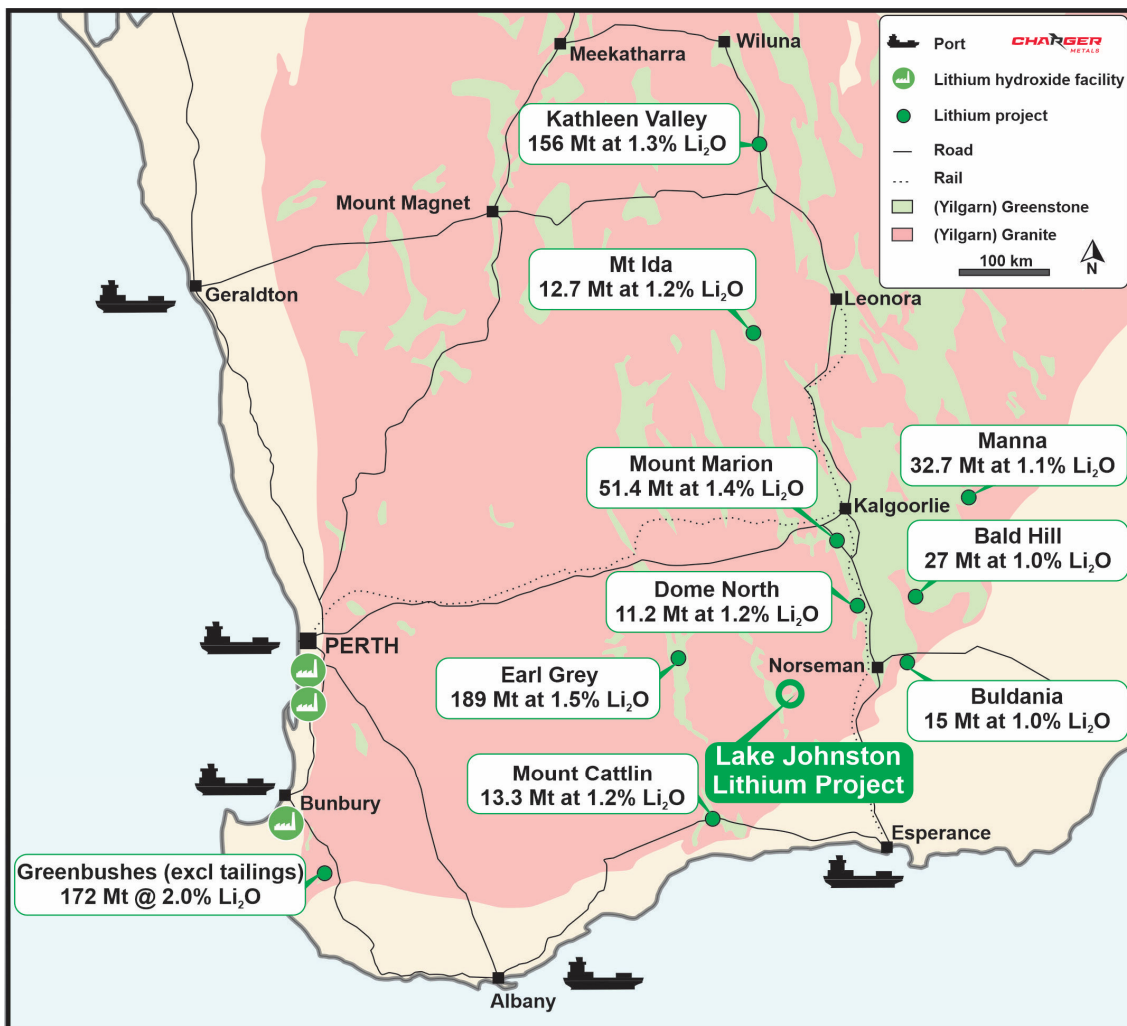 Wiluna
Meekatharra
Port
CHARGER
METALS
Lithium hydroxide facility
Lithium project
Road
Rail
(Yilgarn) Greenstone
(Yilgarn) Granite
100 km
N
Kathleen Valley
156 Mt at 1.3% Li₂O
Mount Magnet
Mt Ida
12.7 Mt at 1.2% Li₂O
Geraldton
Leonora
Manna
32.7 Mt at 1.1% Li₂O
Mount Marion
51.4 Mt at 1.4% Li₂O
Kalgoorlie
Bald Hill
27 Mt at 1.0% Li₂O
Dome North
11.2 Mt at 1.2% Li₂O
PERTH
Earl Grey
189 Mt at 1.5% Li₂O
Norseman
Buldania
15 Mt at 1.0% Li₂O
Lake Johnston
Lithium Project
Mount Cattlin
13.3 Mt at 1.2% Li₂O
Bunbury
Esperance
Greenbushes (excl tailings)
172 Mt @ 2.0% Li₂O
Albany